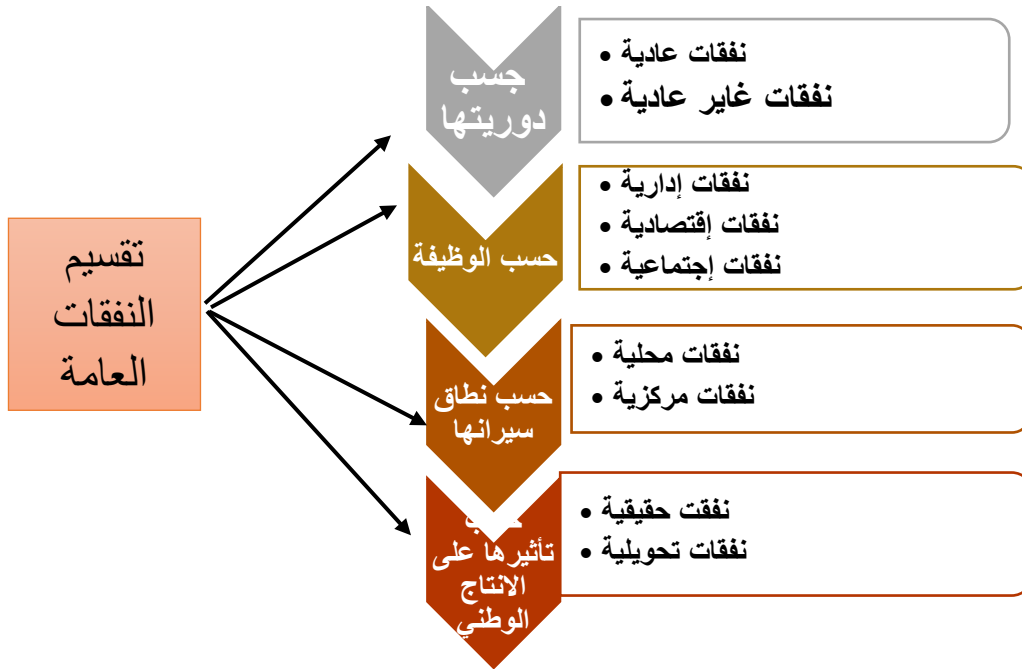 تقسيم
النفقات
العامة
جسب
دوريتها
• نفقات عادية
• نفقات غاير عادية
حسب الوظيفة
• نفقات إدارية
• نفقات إقتصادية
• نفقات إجتماعية
حسب نطاق
سيرانها
• نفقات محلية
• نفقات مركزية
تأثيرها على
الانتاج
الوطني
• نفقت حقيقية
• نفقات تحويلية